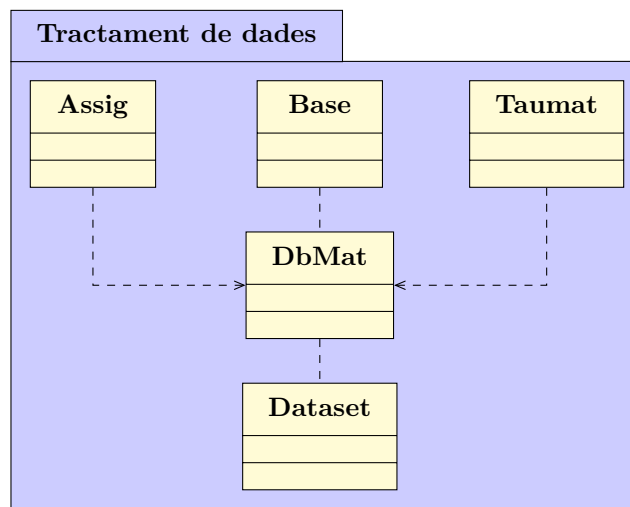 Tractament de dades
Assig
Base
Taumat
DbMat
Dataset